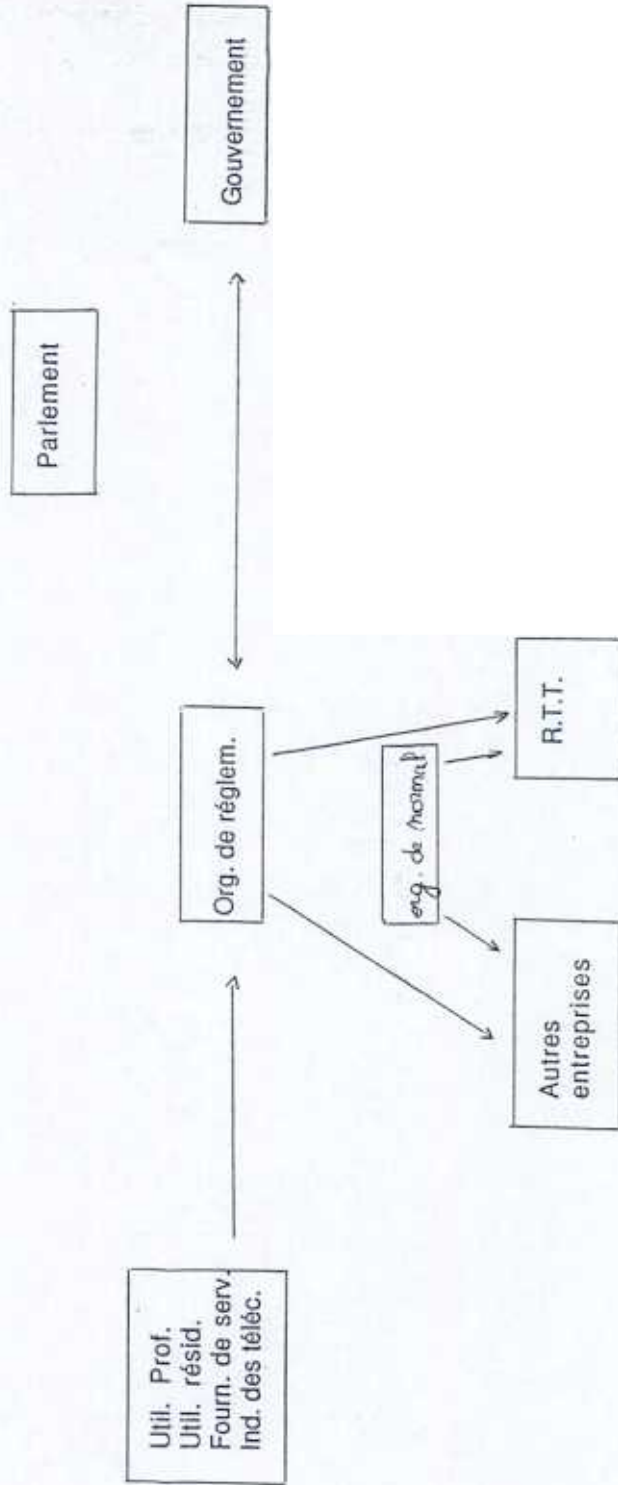 Parlement
Util. Prof.
Util. résid.
Fourn. de serv.
Ind. des téléc.
Org. de réglem.
Gouvernement
org. de normal
Autres
entreprises
R.T.T.